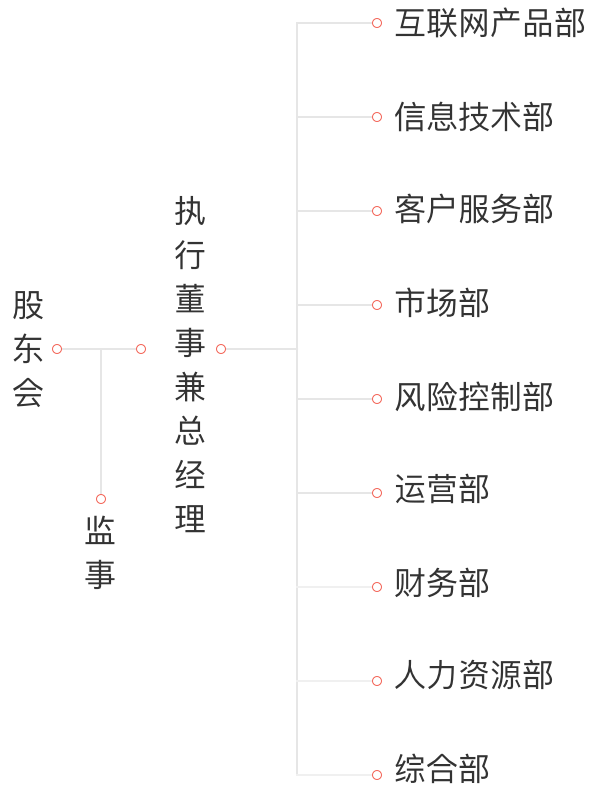 股东会
监事
执行董事兼总经理
互联网产品部
信息技术部
客户服务部
市场部
风险控制部
运营部
财务部
人力资源部
综合部